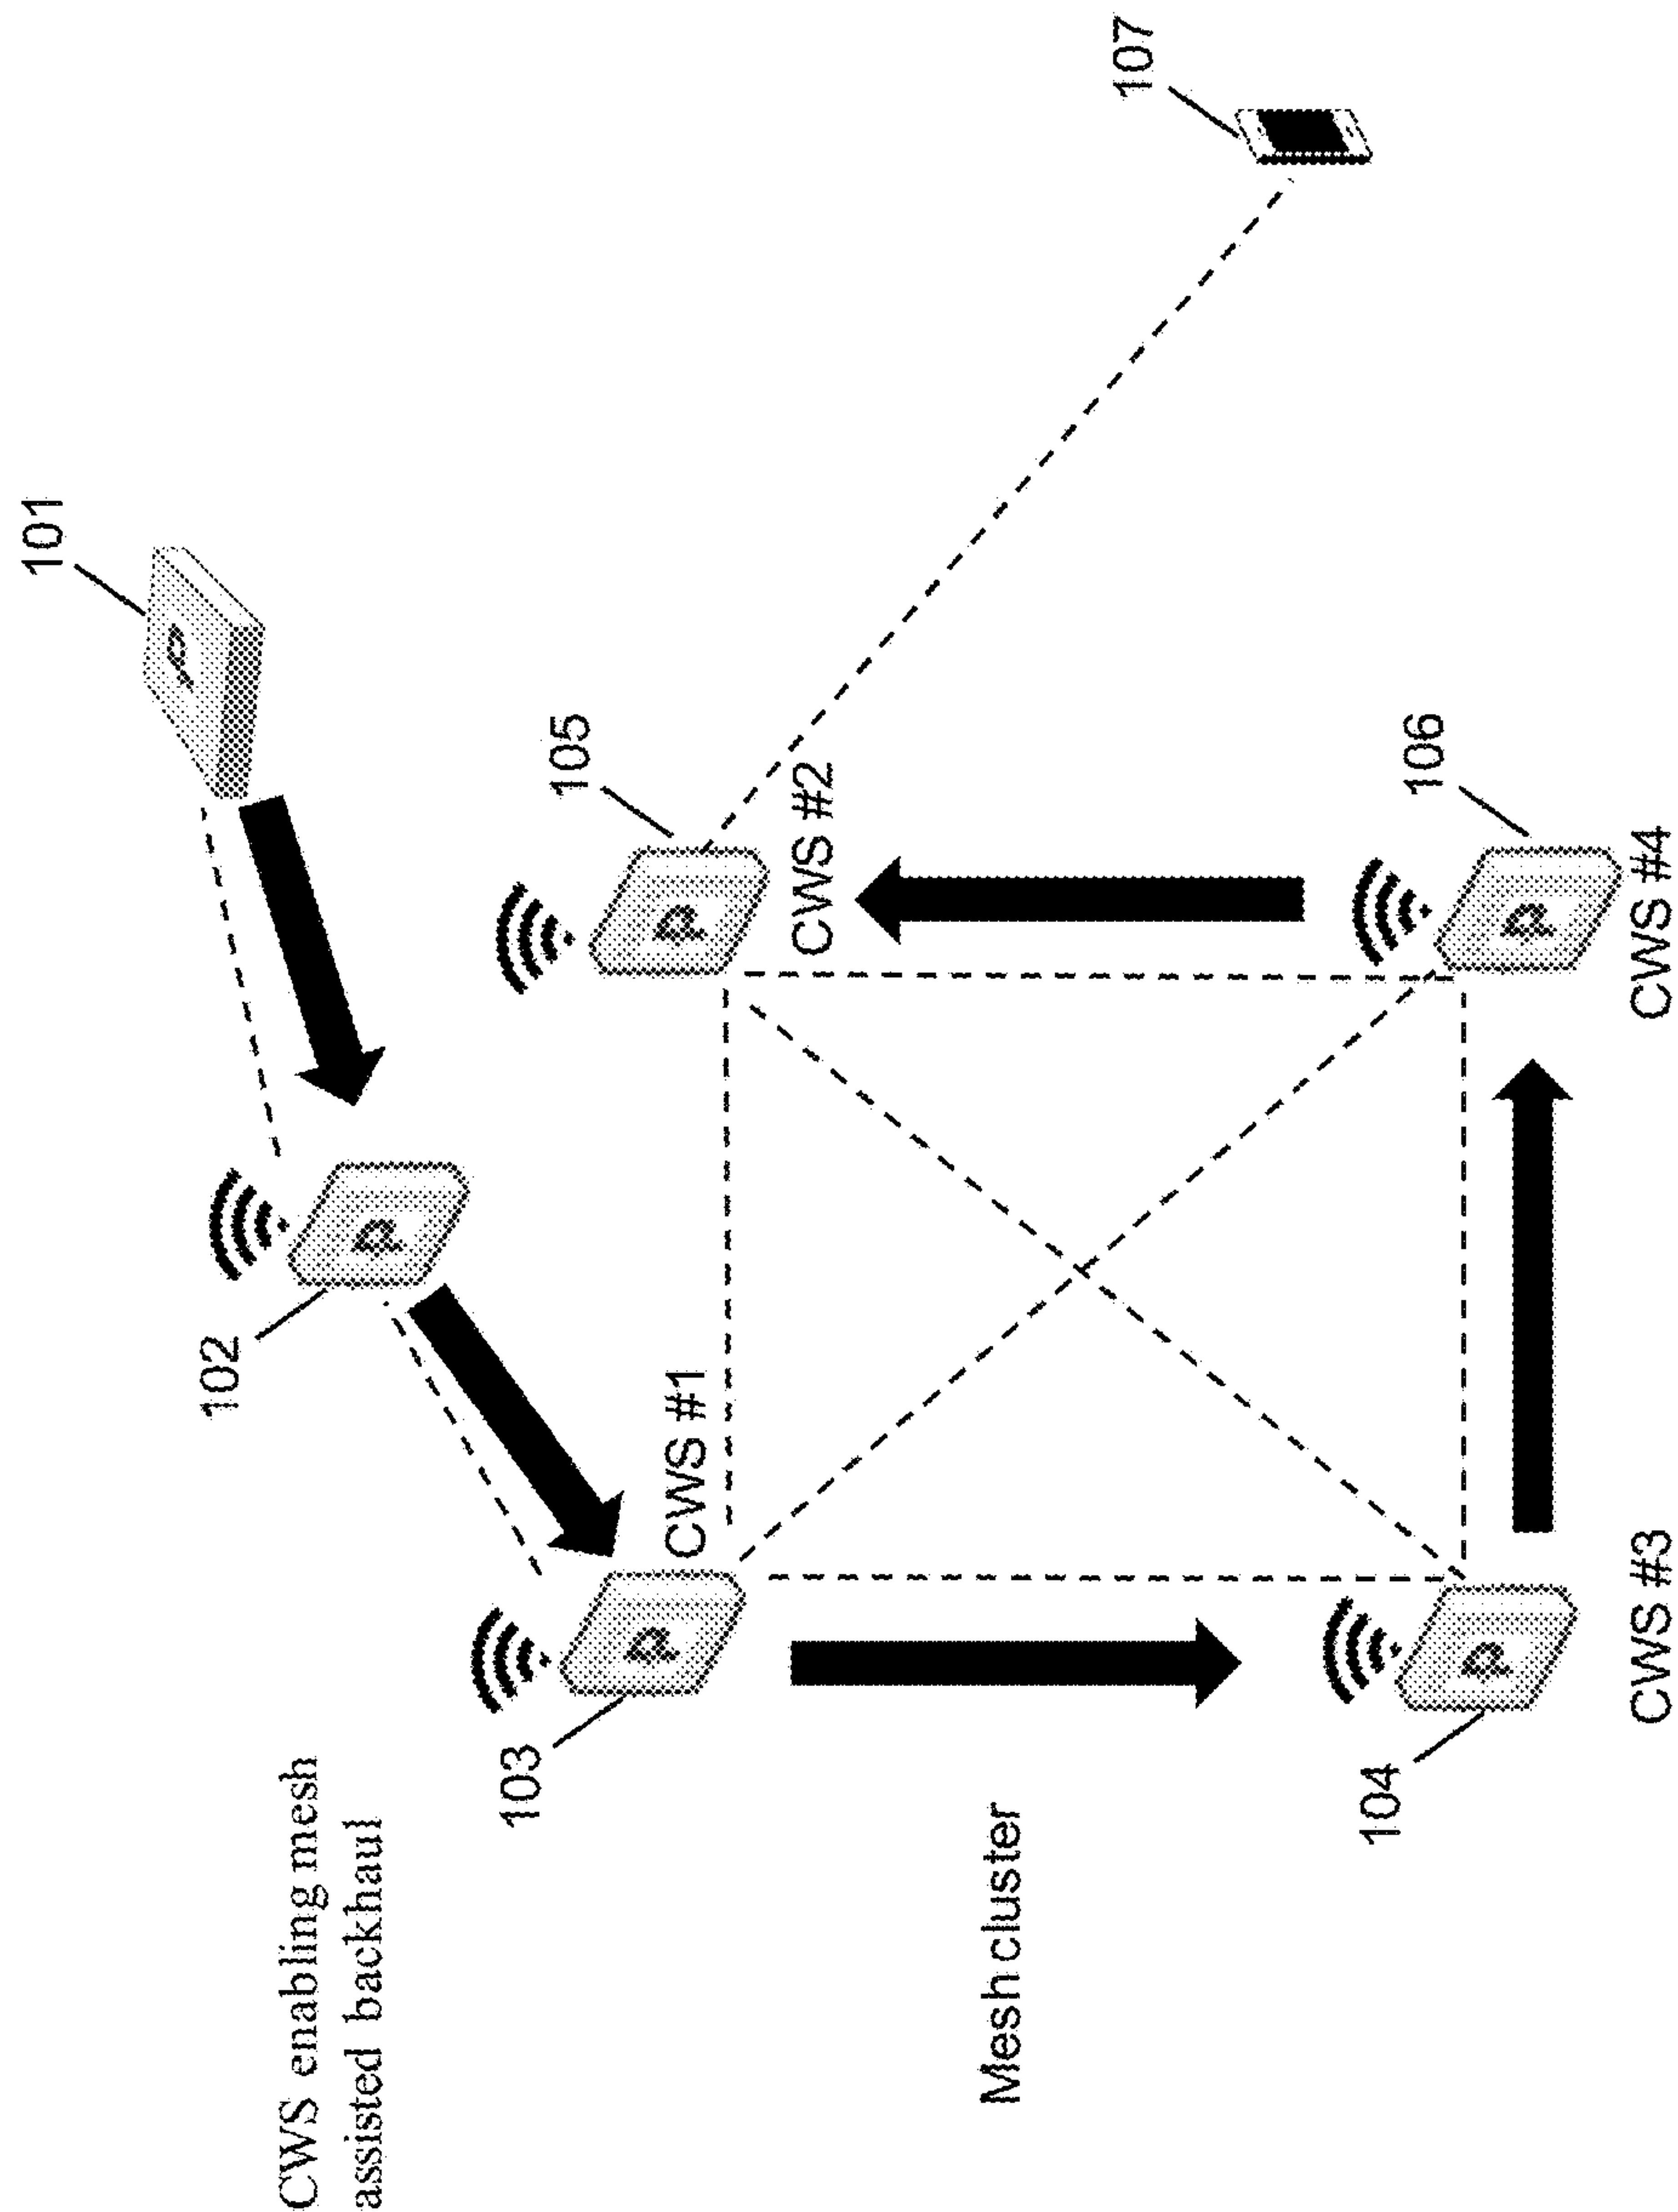 CWS enabling mesh
assisted backhaul
101
102
103
CWS #1
105
CWS #2
107
Mesh cluster
104
CWS #3
106
CWS #4